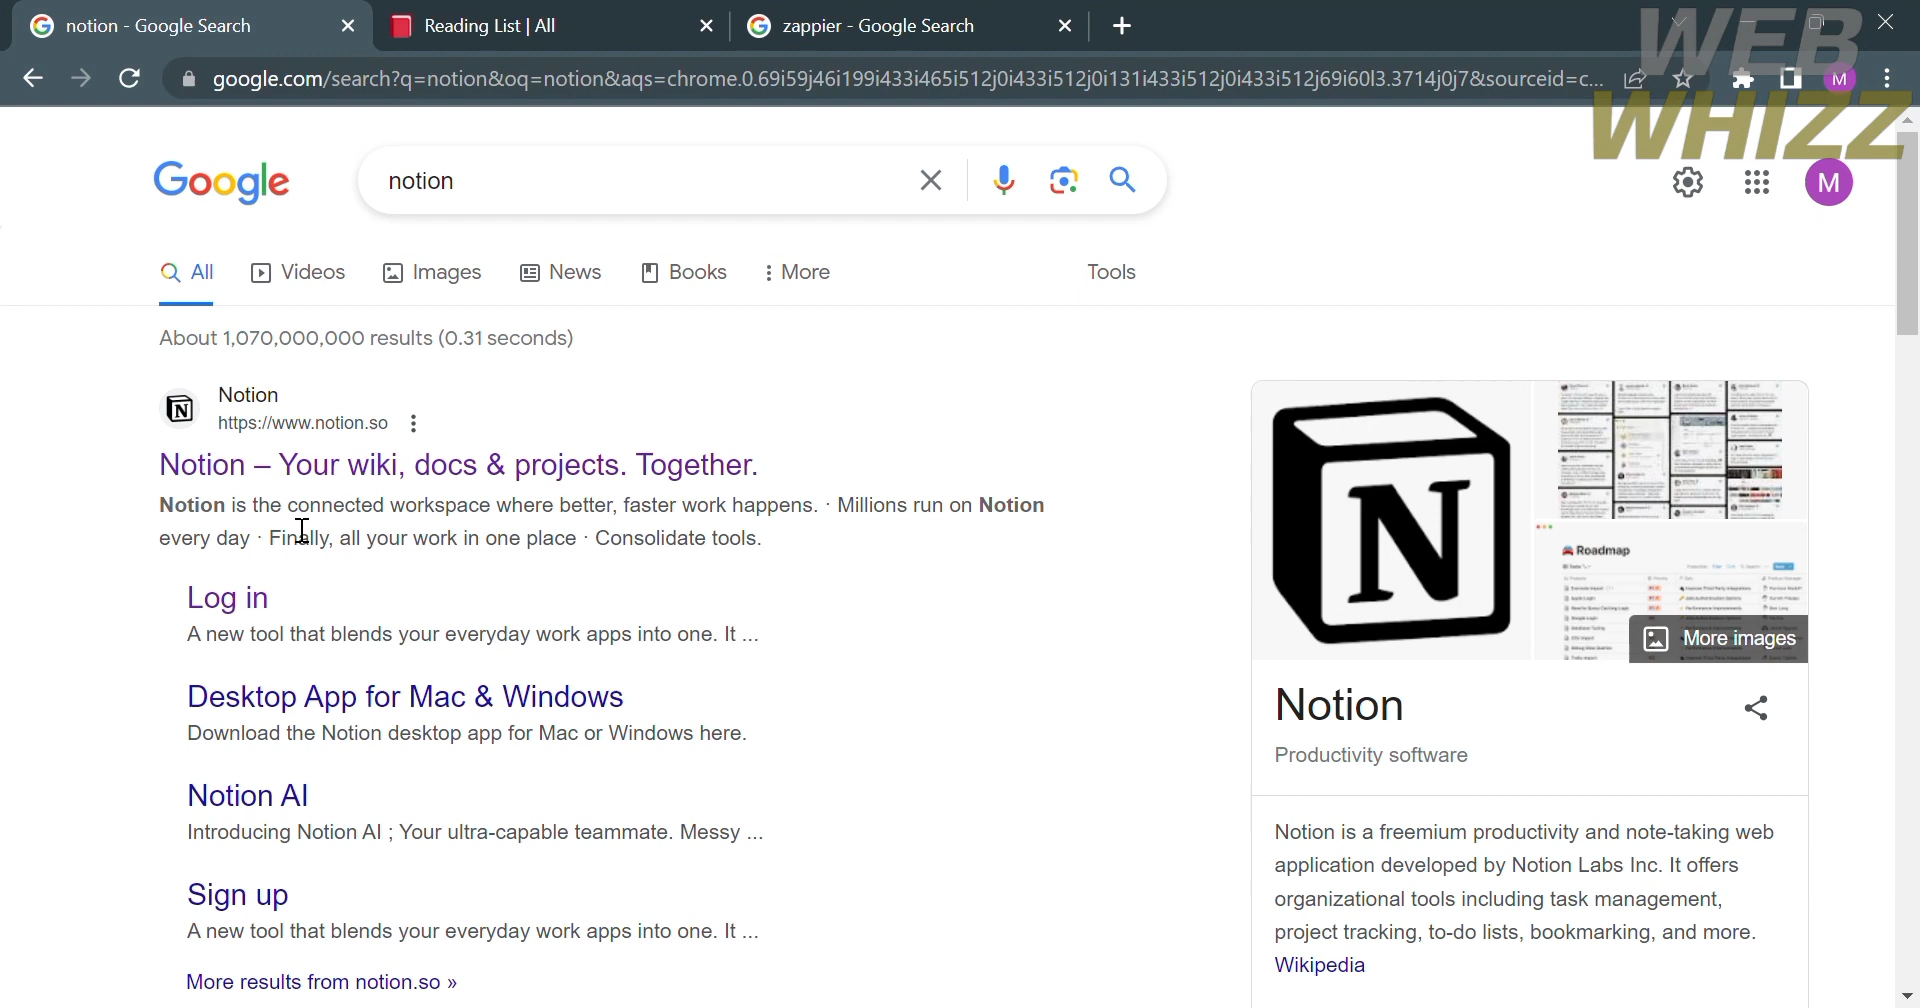 notion - Google Search
Reading List | All
zappier - Google Search
google.com/search?q=notion&oq=notion&aqs=chrome.0.69i59j46i199i433i465i512j0i433i512j0i131i433i512j0i433i512j69i60l3.3714j0j7&sourceid=c...
M
WEB
WHIZZ
Google
notion
M
All
Videos
Images
News
Books
More
Tools
About 1,070,000,000 results (0.31 seconds)
N
Notion
https://www.notion.so
Notion – Your wiki, docs & projects. Together.
Notion is the connected workspace where better, faster work happens. · Millions run on Notion
every day · Finally, all your work in one place · Consolidate tools.
Log in
A new tool that blends your everyday work apps into one. It ...
Desktop App for Mac & Windows
Download the Notion desktop app for Mac or Windows here.
Notion AI
Introducing Notion AI ; Your ultra-capable teammate. Messy ...
Sign up
A new tool that blends your everyday work apps into one. It ...
More results from notion.so »
N
Roadmap
More images
Notion
Productivity software
Notion is a freemium productivity and note-taking web
application developed by Notion Labs Inc. It offers
organizational tools including task management,
project tracking, to-do lists, bookmarking, and more.
Wikipedia